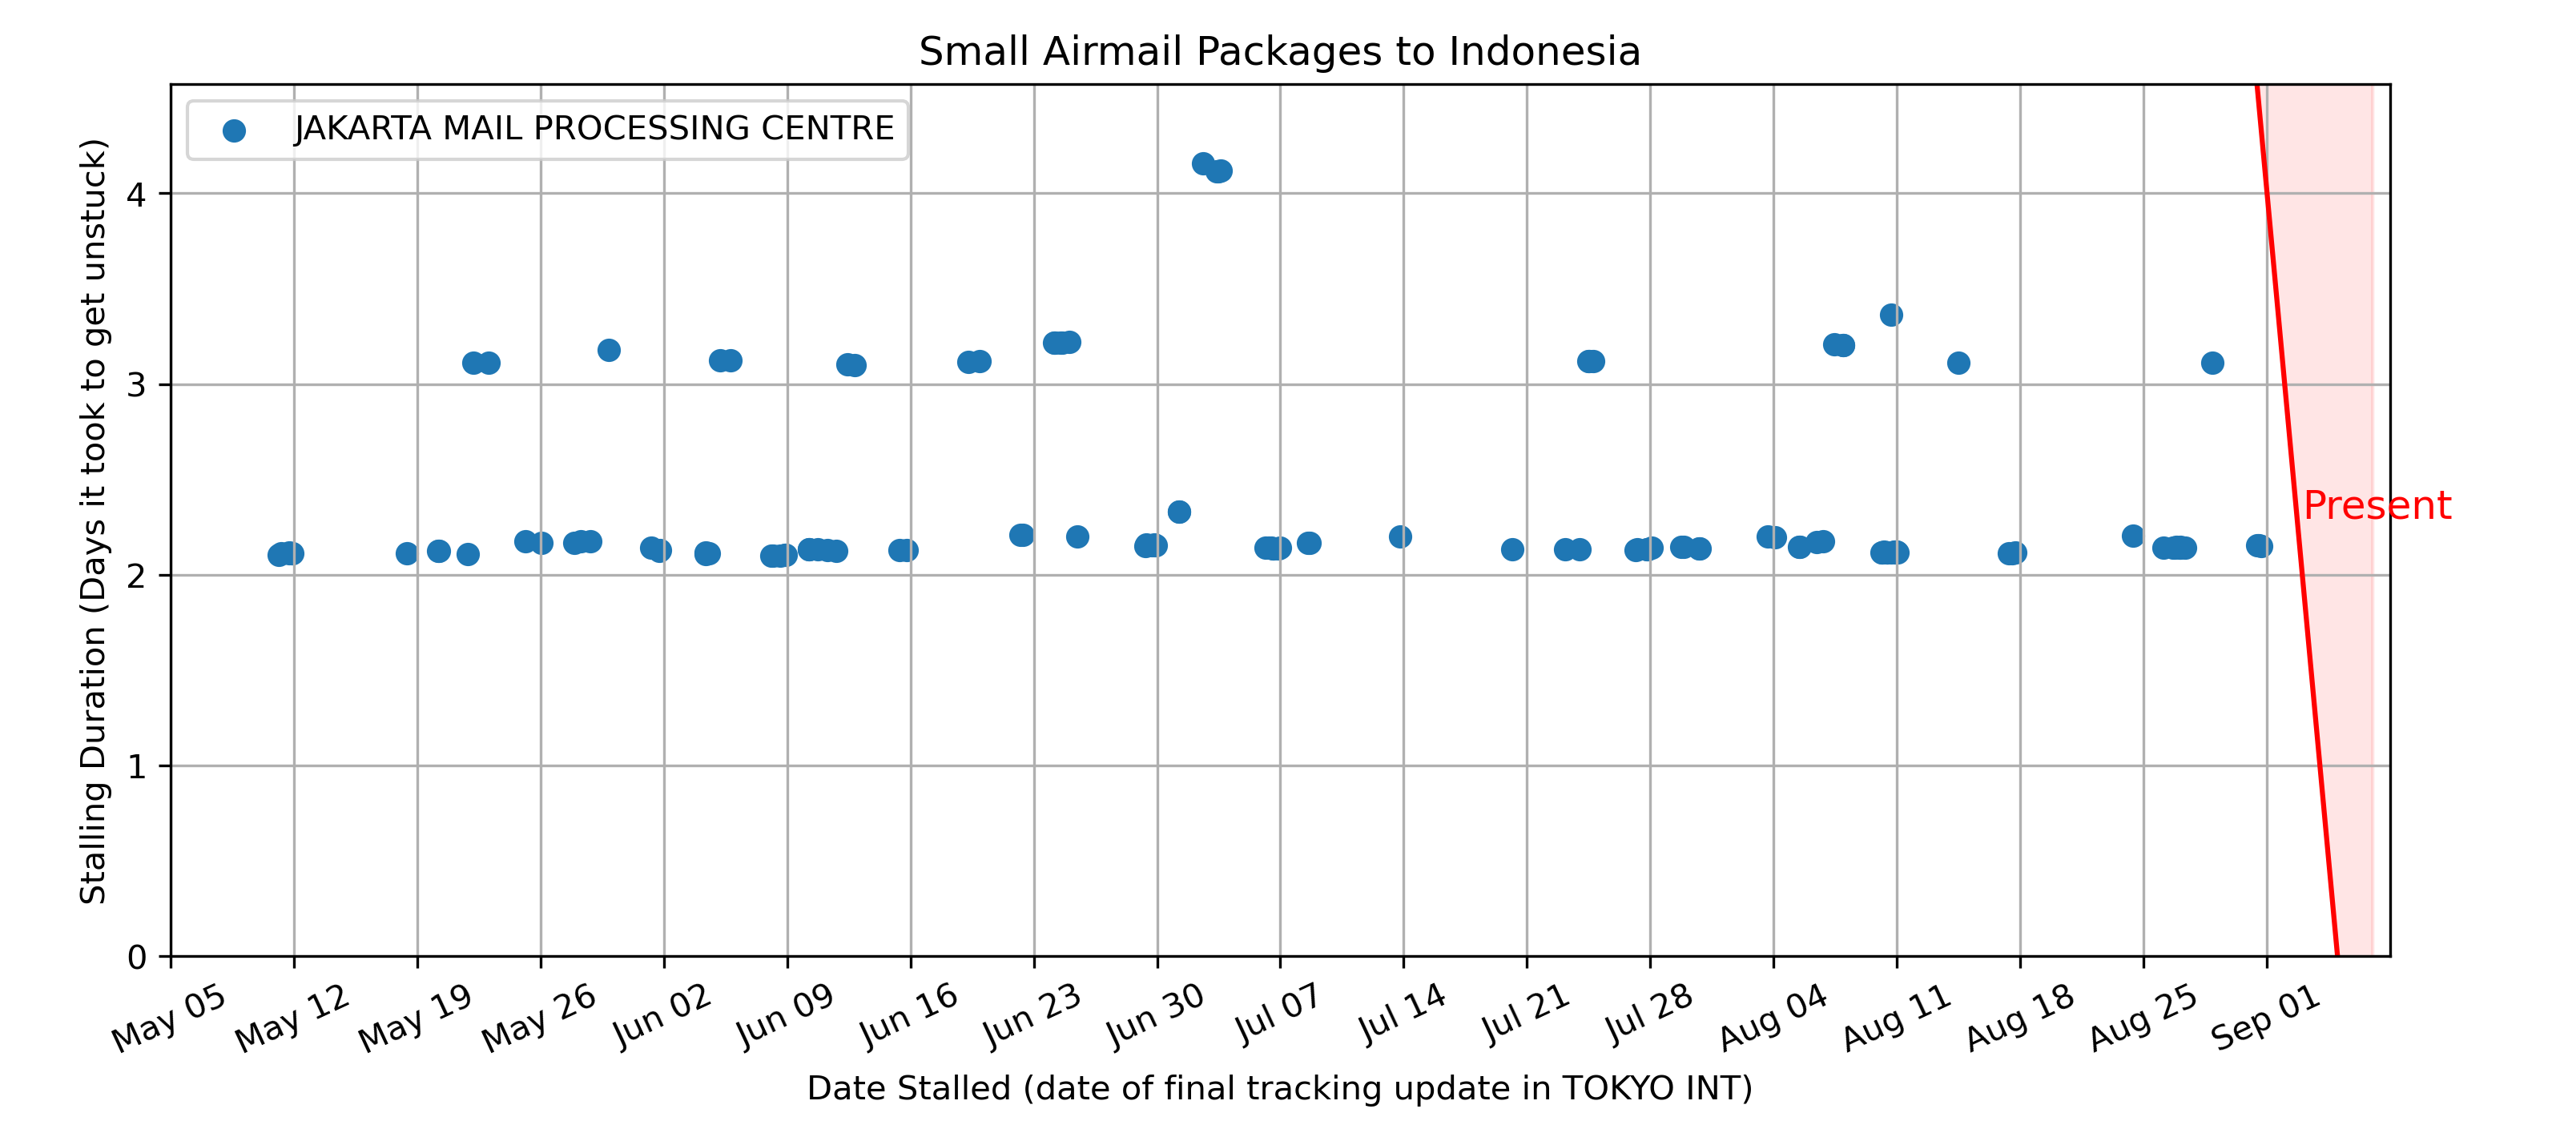 Small Airmail Packages to Indonesia
JAKARTA MAIL PROCESSING CENTRE
Stalling Duration (Days it took to get unstuck)
4
3
2
1
0
Present
May 05
May 12
May 19
May 26
Jun 02
Jun 09
Jun 16
Jun 23
Jun 30
Jul 07
Jul 14
Jul 21
Jul 28
Aug 04
Aug 11
Aug 18
Aug 25
Sep 01
Date Stalled (date of final tracking update in TOKYO INT)